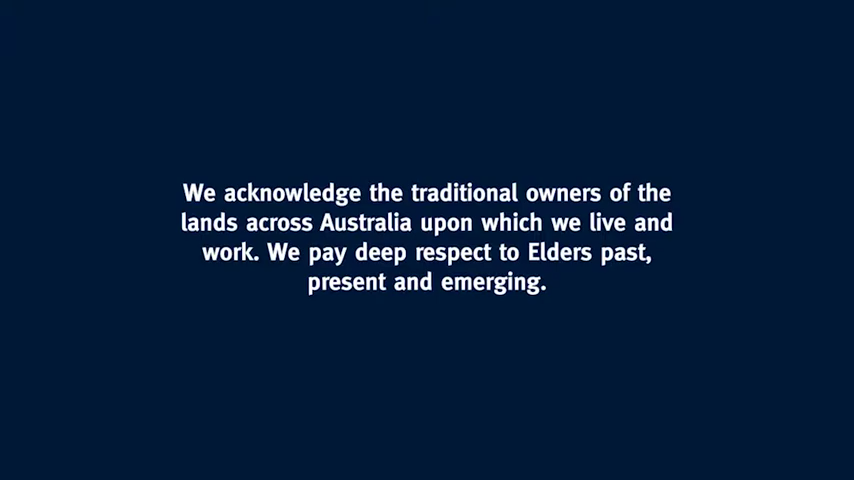 We acknowledge the traditional owners of the
lands across Australia upon which we live and
work. We pay deep respect to Elders past,
present and emerging.